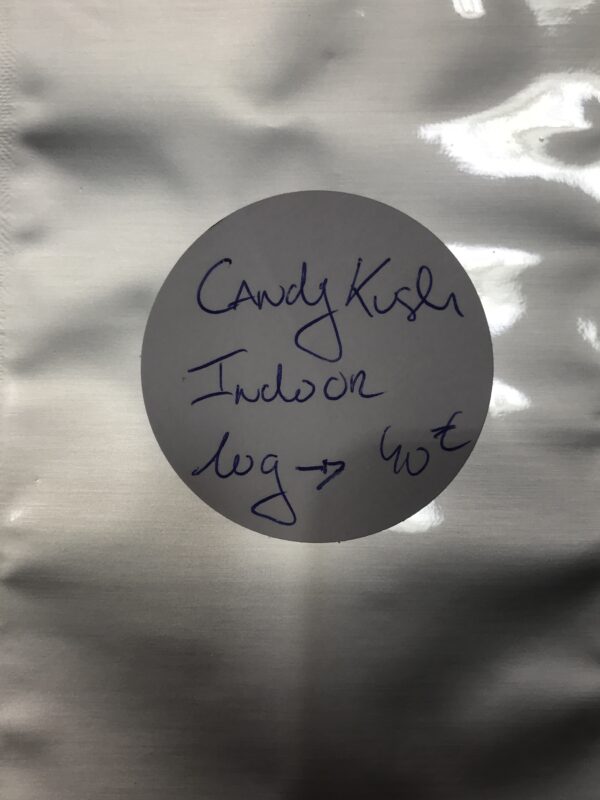 Candy Kush
Indoor
10g → 40€